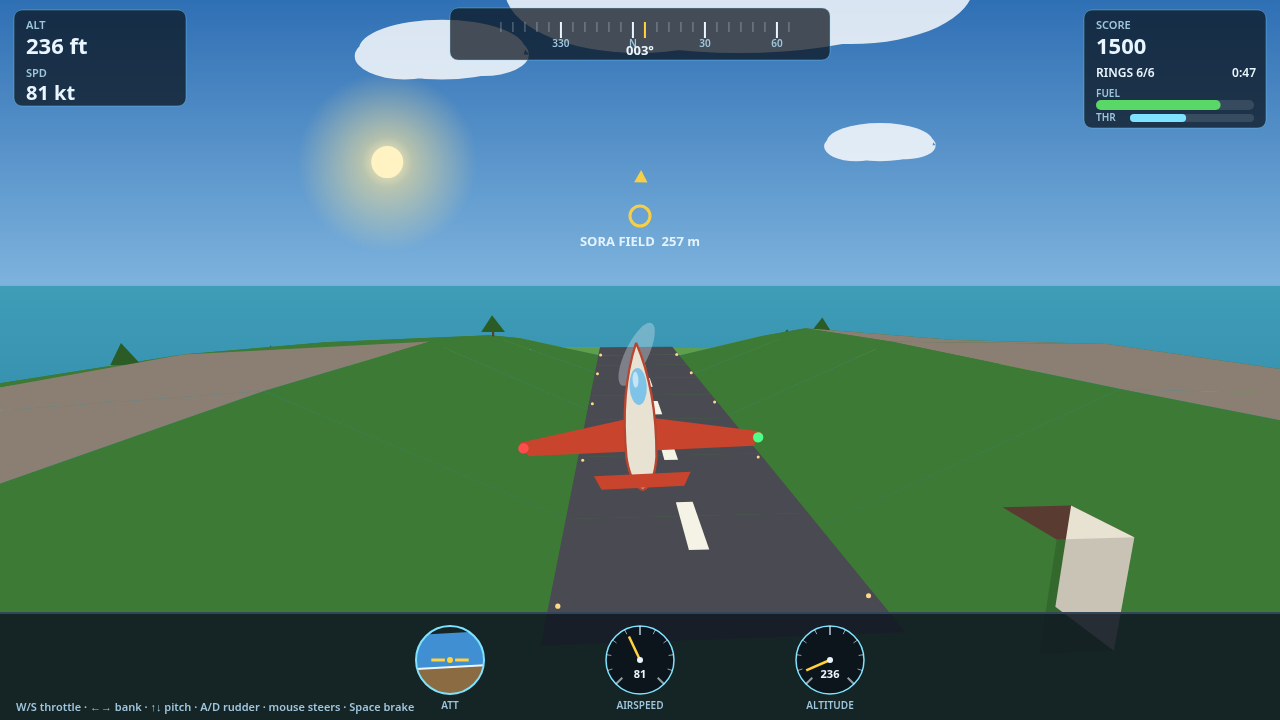 ALT
236 ft
SPD
81 kt
330
N
30
60
003°
SCORE
1500
RINGS 6/6 0:47
FUEL
THR
SORA FIELD 257 m
81
236
W/S throttle · ←→ bank · ↑↓ pitch · A/D rudder · mouse steers · Space brake
ATT
AIRSPEED
ALTITUDE